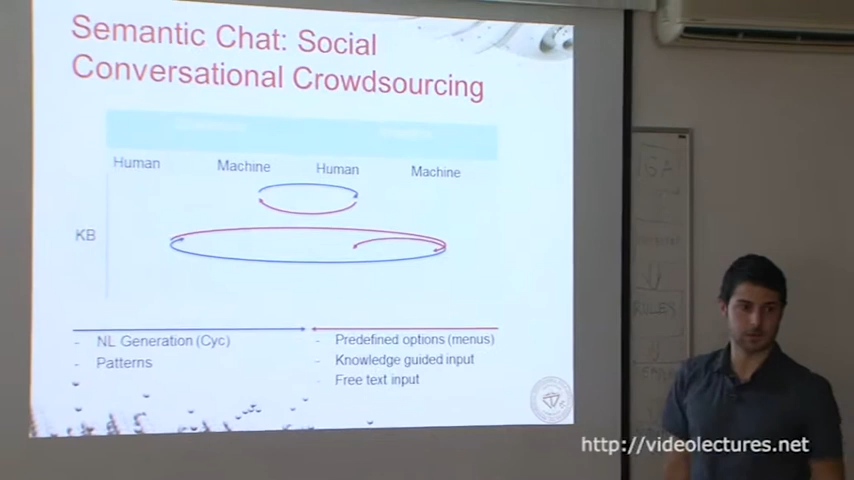 Semantic Chat: Social
Conversational Crowdsourcing
Human Machine Human Machine
KB
- NL Generation (Cyc)
- Patterns
- Predefined options (menus)
- Knowledge guided input
- Free text input
RULES
http://videolectures.net